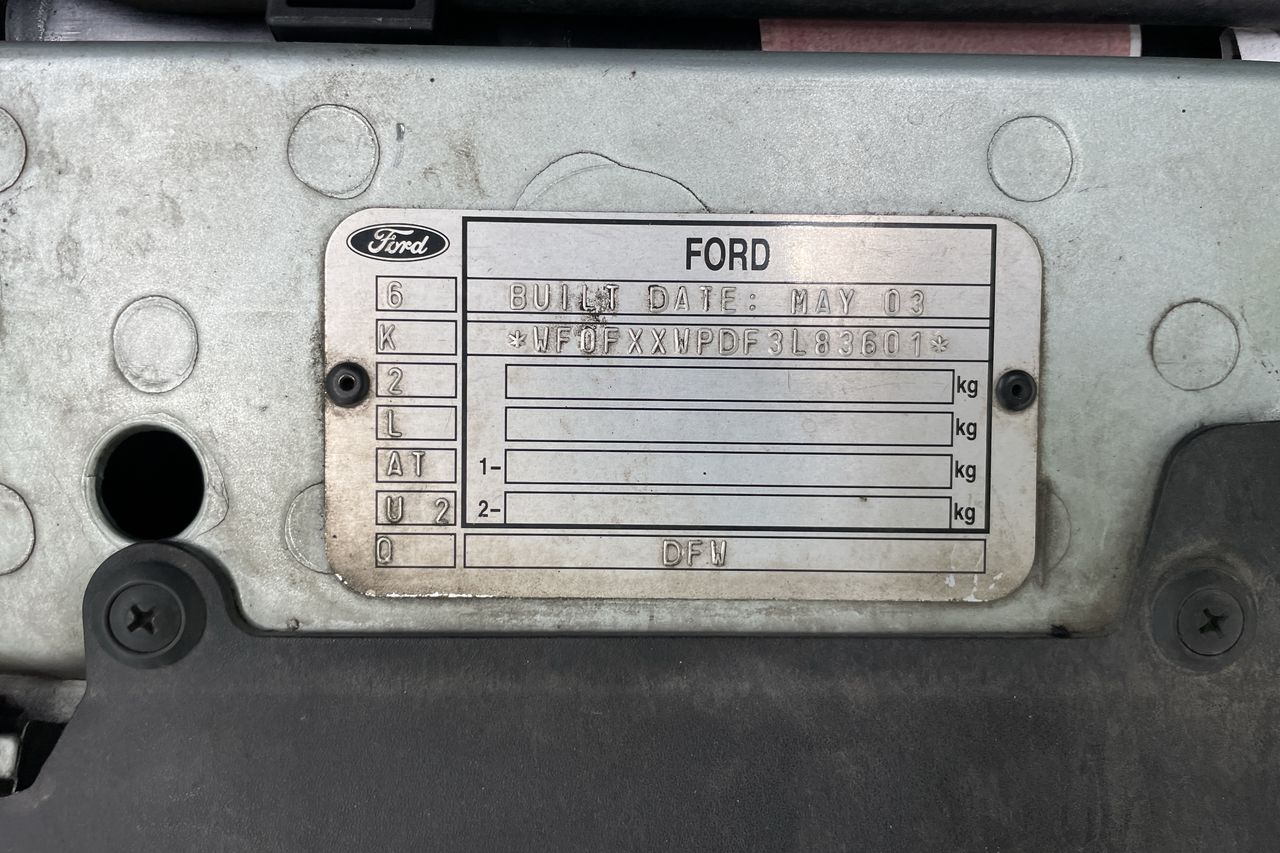 Ford
FORD
6 BUILT DATE: MAY 03
K *WF0FXXWPDF3L83601*
2 kg
L kg
AT 1- kg
U 2 2- kg
Q DFW